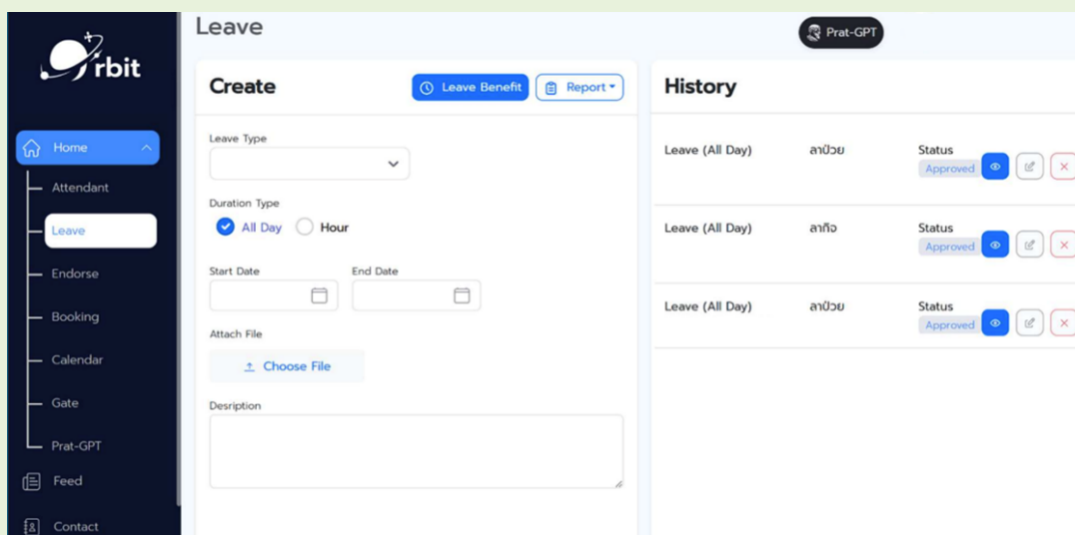 Orbit
Home
Attendant
Leave
Endorse
Booking
Calendar
Gate
Prat-GPT
Feed
Contact
Leave
Prat-GPT
Create
Leave Benefit
Report
Leave Type
Duration Type
All Day
Hour
Start Date
End Date
Attach File
Choose File
Desription
History
Leave (All Day) ลาป่วย Status
Approved
Leave (All Day) ลากิจ Status
Approved
Leave (All Day) ลาป่วย Status
Approved